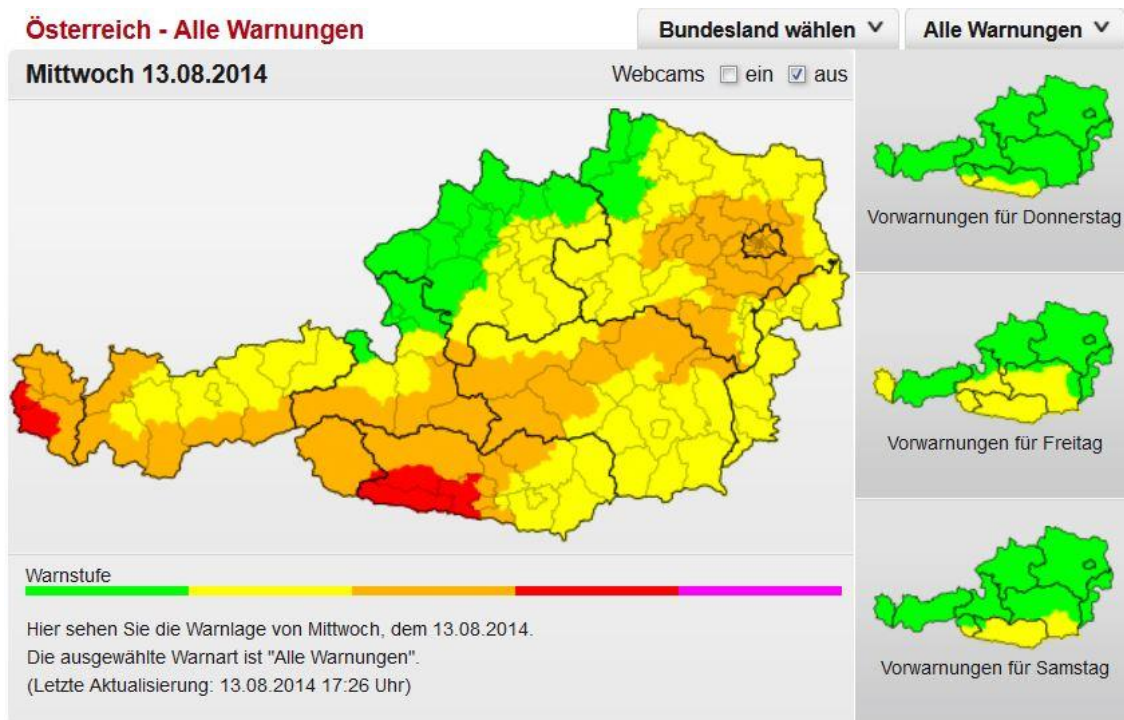 Österreich - Alle Warnungen
Bundesland wählen
Alle Warnungen
Mittwoch 13.08.2014
Webcams ein aus
Vorwarnungen für Donnerstag
Vorwarnungen für Freitag
Vorwarnungen für Samstag
Warnstufe
Hier sehen Sie die Warnlage von Mittwoch, dem 13.08.2014.
Die ausgewählte Warnart ist "Alle Warnungen".
(Letzte Aktualisierung: 13.08.2014 17:26 Uhr)